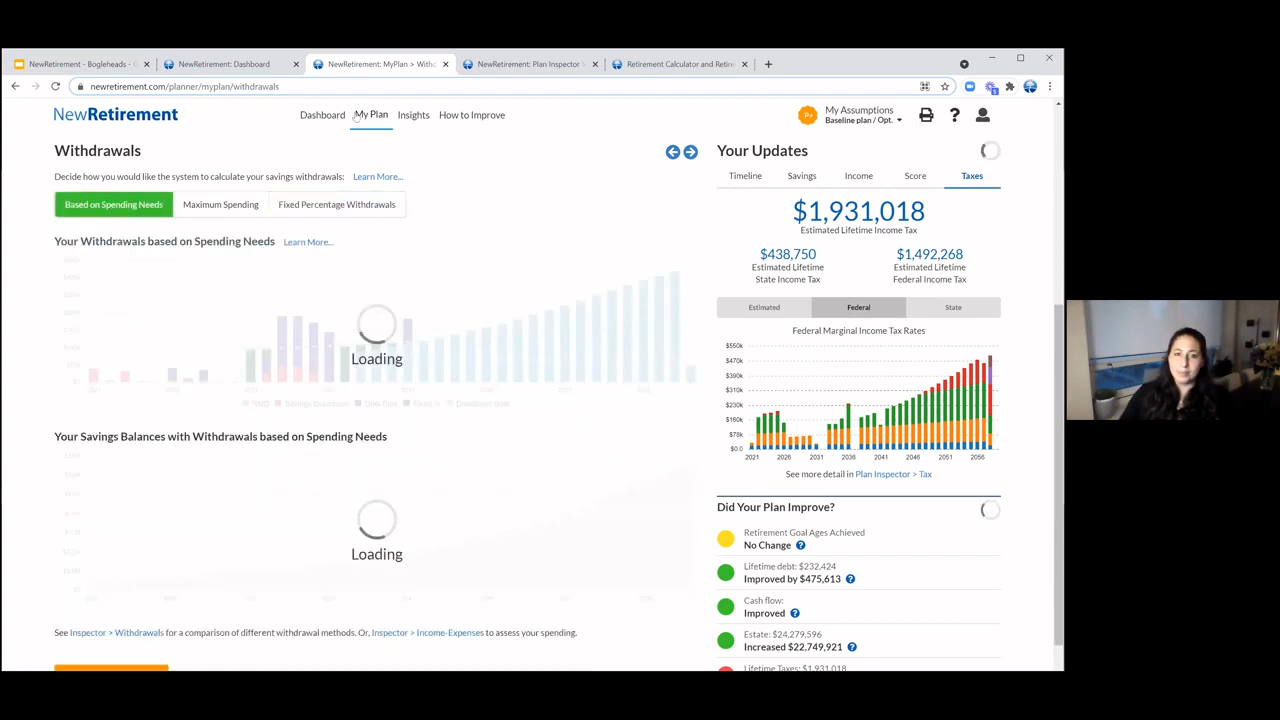 NewRetirement - Bogleheads -
NewRetirement: Dashboard
NewRetirement: MyPlan > With
NewRetirement: Plan Inspector >
Retirement Calculator and Retire
newretirement.com/planner/myplan/withdrawals
NewRetirement
Dashboard
My Plan
Insights
How to Improve
My Assumptions
Baseline plan / Opt.
Withdrawals
Decide how you would like the system to calculate your savings withdrawals: Learn More...
Based on Spending Needs
Maximum Spending
Fixed Percentage Withdrawals
Your Withdrawals based on Spending Needs Learn More...
Loading
Your Savings Balances with Withdrawals based on Spending Needs
Loading
See Inspector > Withdrawals for a comparison of different withdrawal methods. Or, Inspector > Income-Expenses to assess your spending.
Your Updates
Timeline
Savings
Income
Score
Taxes
$1,931,018
Estimated Lifetime Income Tax
$438,750
Estimated Lifetime
State Income Tax
$1,492,268
Estimated Lifetime
Federal Income Tax
Estimated
Federal
State
Federal Marginal Income Tax Rates
$550k
$470k
$390k
$310k
$230k
$160k
$78k
$0.0
2021 2026 2031 2036 2041 2046 2051 2056
See more detail in Plan Inspector > Tax
Did Your Plan Improve?
Retirement Goal Ages Achieved
No Change ?
Lifetime debt: $232,424
Improved by $475,613 ?
Cash flow:
Improved ?
Estate: $24,279,596
Increased $22,749,921 ?
Lifetime Taxes: $1,931,018